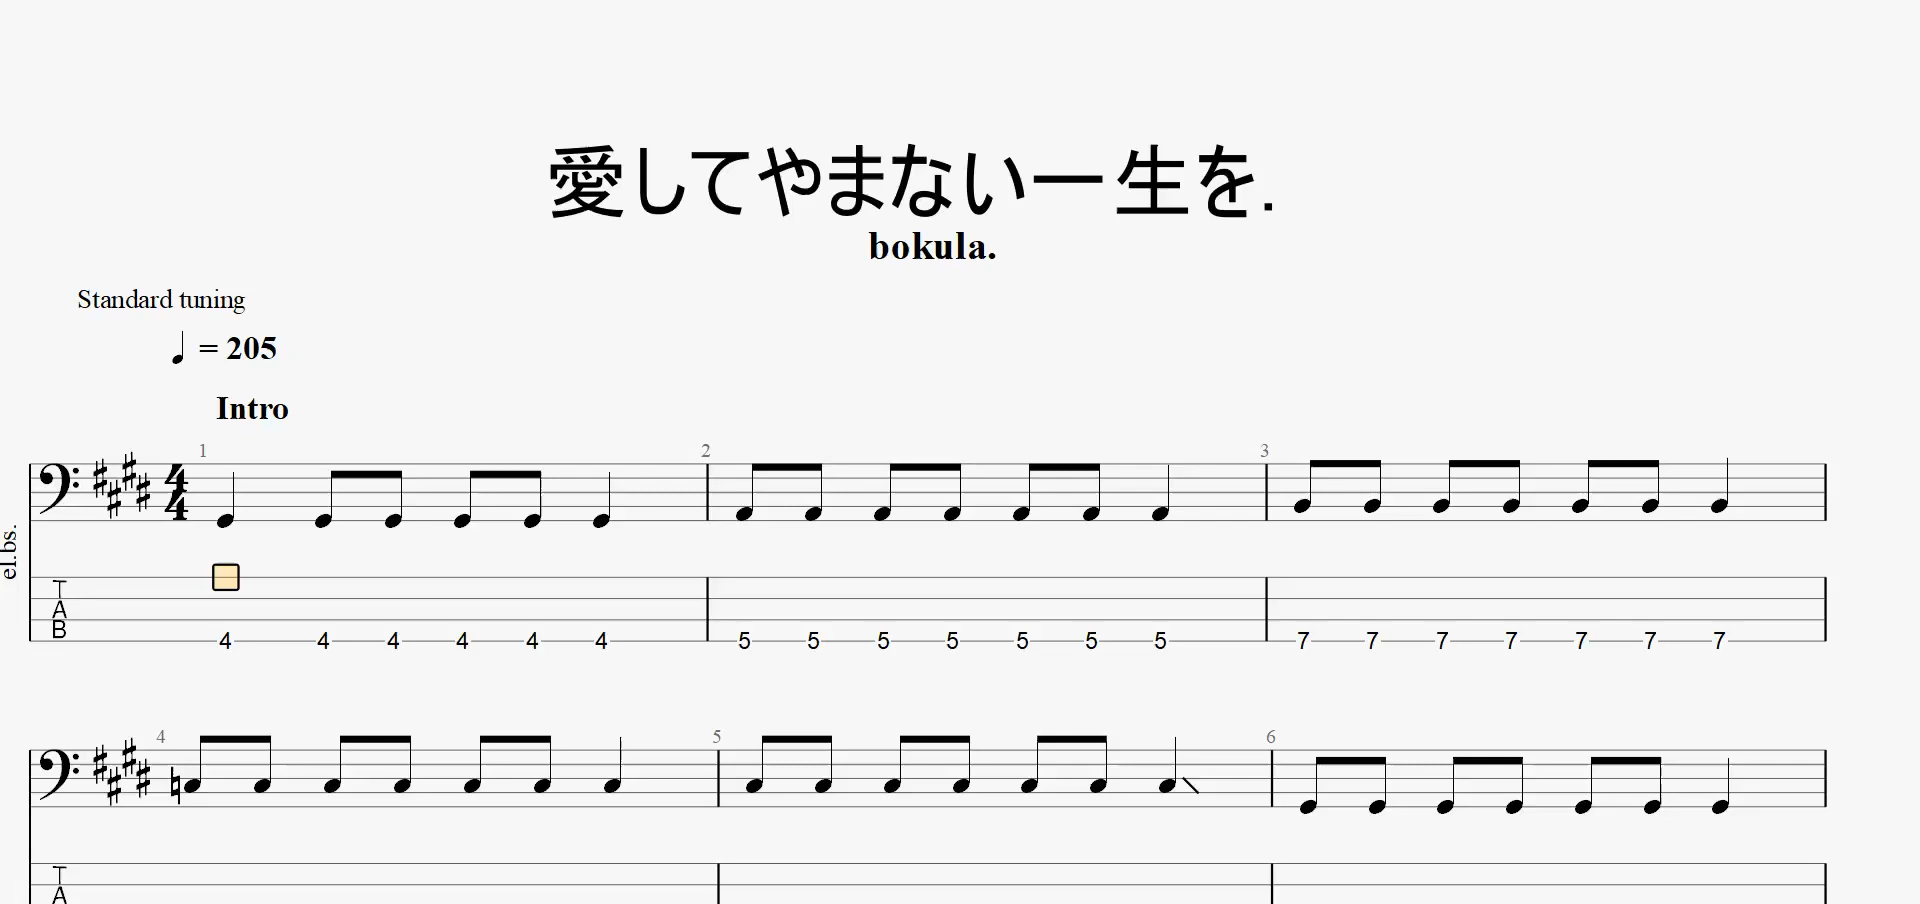 愛してやまない一生を.
bokula.
Standard tuning
= 205
Intro
1 2 3
4 4
el.bs.
T A B
4 4 4 4 4 4 5 5 5 5 5 5 5 7 7 7 7 7 7 7
4 5 6
T A